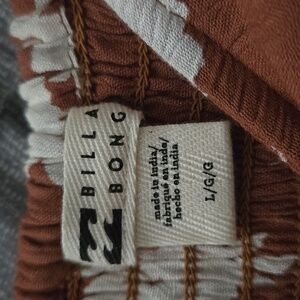 BILLA
BONG
made in india/
fabriqué en inde/
hecho en india
L/G/G